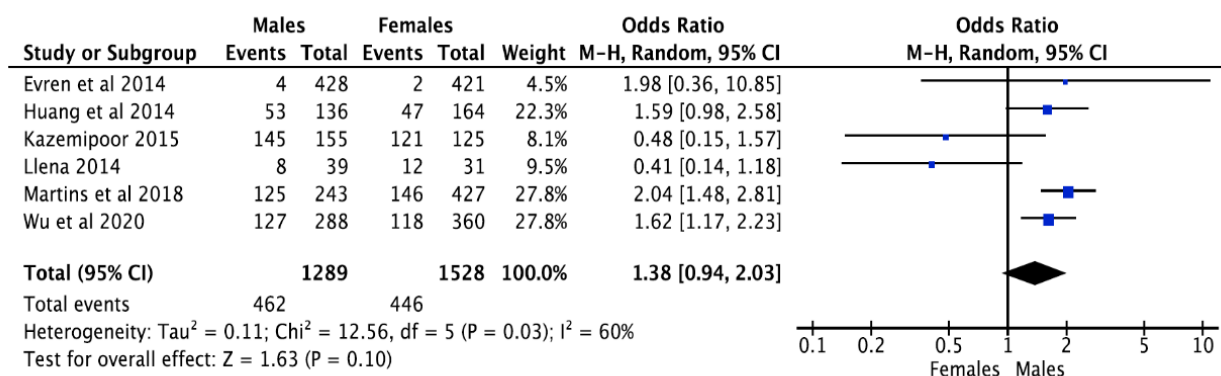 Males Females Odds Ratio Odds Ratio
Study or Subgroup Events Total Events Total Weight M-H, Random, 95% CI M-H, Random, 95% CI
Evren et al 2014 4 428 2 421 4.5% 1.98 [0.36, 10.85]
Huang et al 2014 53 136 47 164 22.3% 1.59 [0.98, 2.58]
Kazemipoor 2015 145 155 121 125 8.1% 0.48 [0.15, 1.57]
Llena 2014 8 39 12 31 9.5% 0.41 [0.14, 1.18]
Martins et al 2018 125 243 146 427 27.8% 2.04 [1.48, 2.81]
Wu et al 2020 127 288 118 360 27.8% 1.62 [1.17, 2.23]
Total (95% CI) 1289 1528 100.0% 1.38 [0.94, 2.03]
Total events 462 446
Heterogeneity: Tau² = 0.11; Chi² = 12.56, df = 5 (P = 0.03); I² = 60%
Test for overall effect: Z = 1.63 (P = 0.10)
0.1 0.2 0.5 1 2 5 10
Females Males